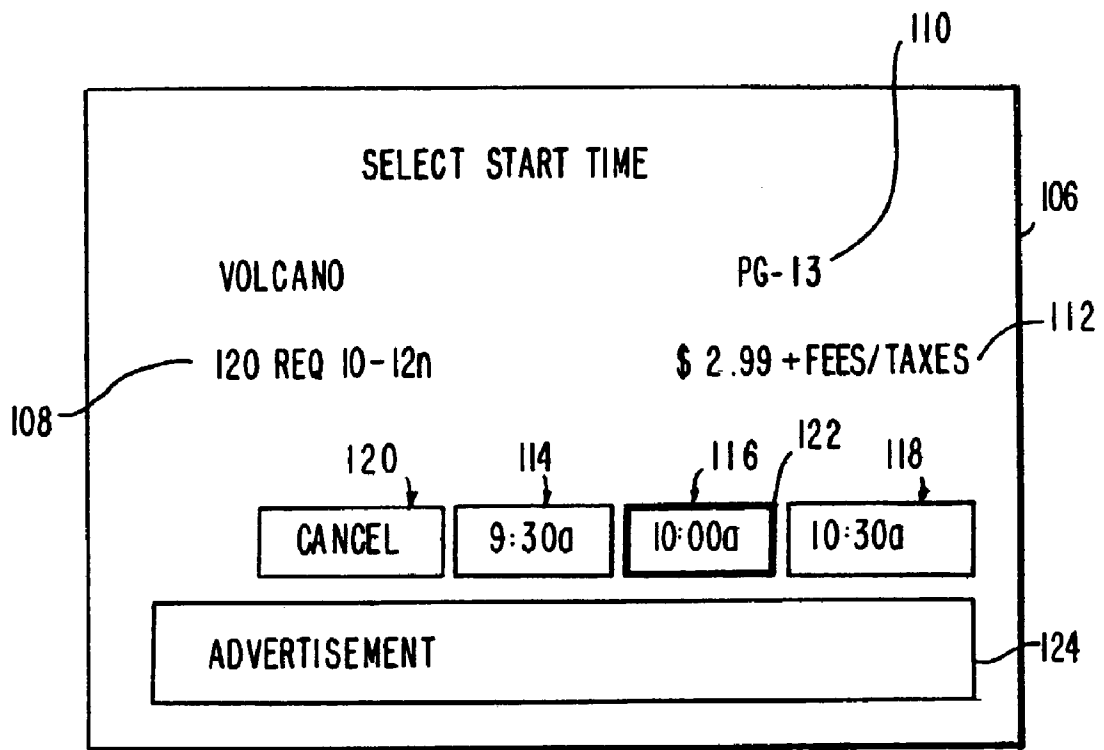 110
SELECT START TIME
106
VOLCANO PG-13
112
120 REQ 10-12n $ 2.99 +FEES/TAXES
108
120 114 116 122 118
CANCEL 9:30a 10:00a 10:30a
ADVERTISEMENT
124